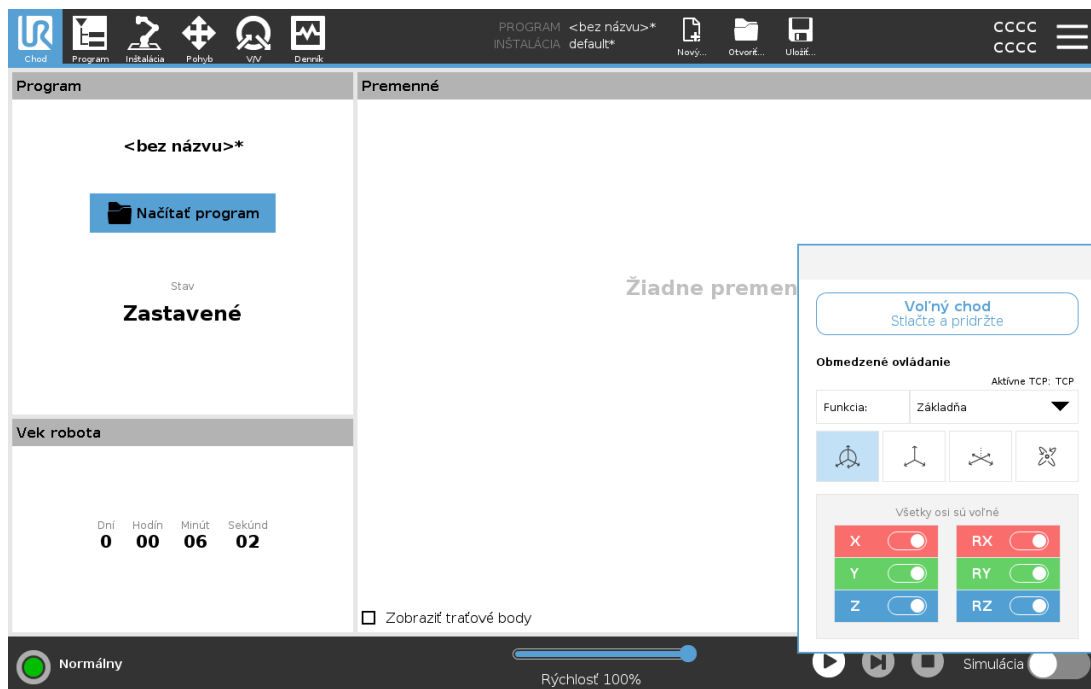 PROGRAM <bez názvu>*
INŠTALÁCIA default*
CCCC
CCCC
Chod Program Inštalácia Pohyb V/V Denník Nový... Otvoriť... Uložiť...
Program
<bez názvu>*
Načítať program
Stav
Zastavené
Vek robota
Dní Hodín Minút Sekúnd
0 00 06 02
Premenné
Žiadne premen
Zobraziť traťové body
Voľný chod
Stlačte a pridržte
Obmedzené ovládanie
Aktívne TCP: TCP
Funkcia: Základňa
Všetky osi sú voľné
X RX
Y RY
Z RZ
Normálny
Rýchlosť 100%
Simulácia